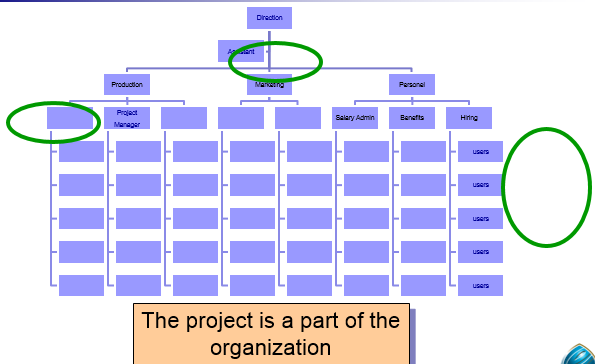 Direction
Assistant
Production
Marketing
Personel
Project
Manager
Salary Admin
Benefits
Hiring
users
users
users
users
users
The project is a part of the
organization